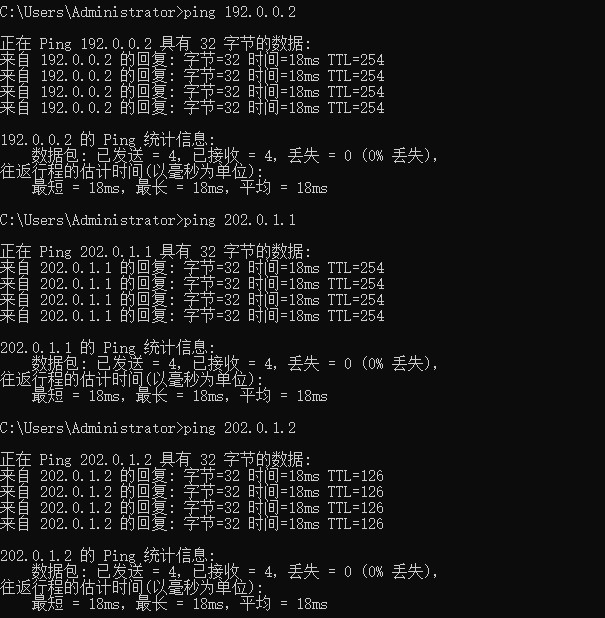 C:\Users\Administrator>ping 192.0.0.2
正在 Ping 192.0.0.2 具有 32 字节的数据:
来自 192.0.0.2 的回复: 字节=32 时间=18ms TTL=254
来自 192.0.0.2 的回复: 字节=32 时间=18ms TTL=254
来自 192.0.0.2 的回复: 字节=32 时间=18ms TTL=254
来自 192.0.0.2 的回复: 字节=32 时间=18ms TTL=254
192.0.0.2 的 Ping 统计信息:
数据包: 已发送 = 4，已接收 = 4，丢失 = 0 (0% 丢失)，
往返行程的估计时间(以毫秒为单位):
最短 = 18ms，最长 = 18ms，平均 = 18ms
C:\Users\Administrator>ping 202.0.1.1
正在 Ping 202.0.1.1 具有 32 字节的数据:
来自 202.0.1.1 的回复: 字节=32 时间=18ms TTL=254
来自 202.0.1.1 的回复: 字节=32 时间=18ms TTL=254
来自 202.0.1.1 的回复: 字节=32 时间=18ms TTL=254
来自 202.0.1.1 的回复: 字节=32 时间=18ms TTL=254
202.0.1.1 的 Ping 统计信息:
数据包: 已发送 = 4，已接收 = 4，丢失 = 0 (0% 丢失)，
往返行程的估计时间(以毫秒为单位):
最短 = 18ms，最长 = 18ms，平均 = 18ms
C:\Users\Administrator>ping 202.0.1.2
正在 Ping 202.0.1.2 具有 32 字节的数据:
来自 202.0.1.2 的回复: 字节=32 时间=18ms TTL=126
来自 202.0.1.2 的回复: 字节=32 时间=18ms TTL=126
来自 202.0.1.2 的回复: 字节=32 时间=18ms TTL=126
来自 202.0.1.2 的回复: 字节=32 时间=18ms TTL=126
202.0.1.2 的 Ping 统计信息:
数据包: 已发送 = 4，已接收 = 4，丢失 = 0 (0% 丢失)，
往返行程的估计时间(以毫秒为单位):
最短 = 18ms，最长 = 18ms，平均 = 18ms